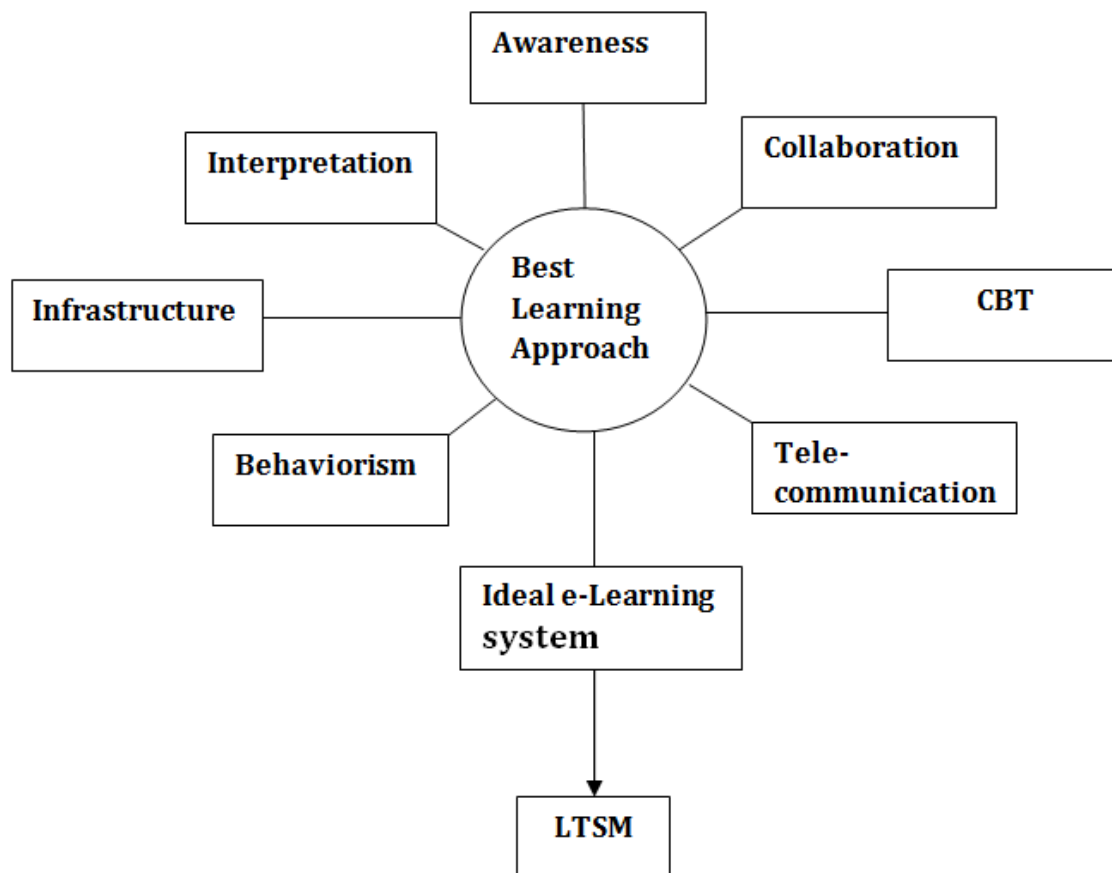 Awareness
Interpretation
Collaboration
Infrastructure
Best
Learning
Approach
CBT
Behaviorism
Tele-
communication
Ideal e-Learning
system
LTSM